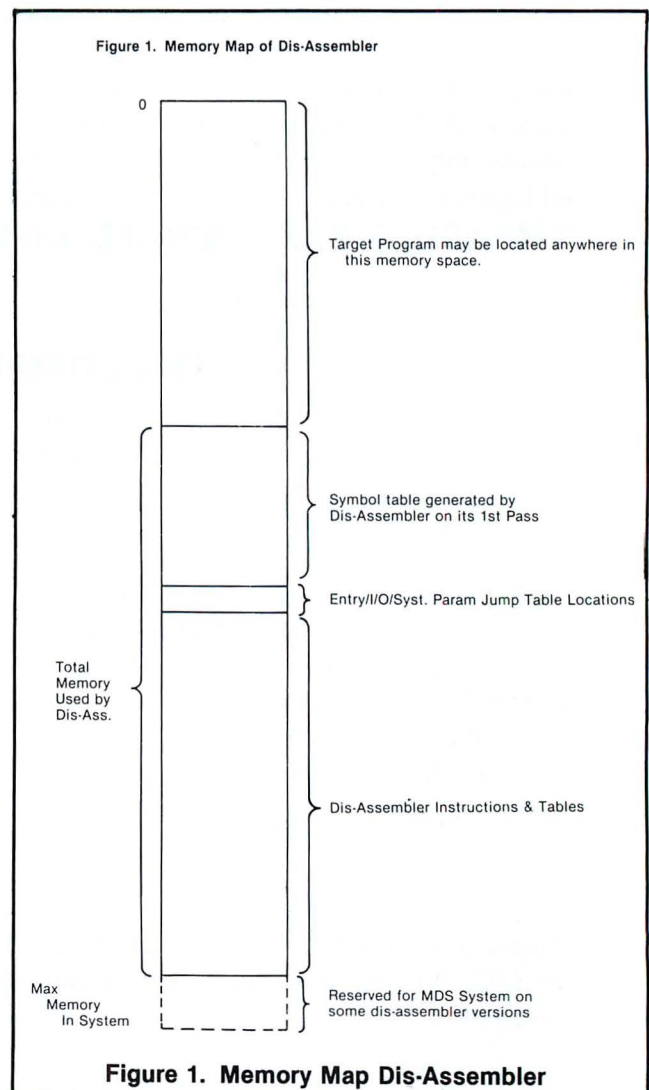 Figure 1. Memory Map of Dis-Assembler
0
Target Program may be located anywhere in
this memory space.
Symbol table generated by
Dis-Assembler on its 1st Pass
Entry/I/O/Syst. Param Jump Table Locations
Total
Memory
Used by
Dis-Ass.
Dis-Assembler Instructions & Tables
Max
Memory
In System
Reserved for MDS System on
some dis-assembler versions
Figure 1. Memory Map Dis-Assembler